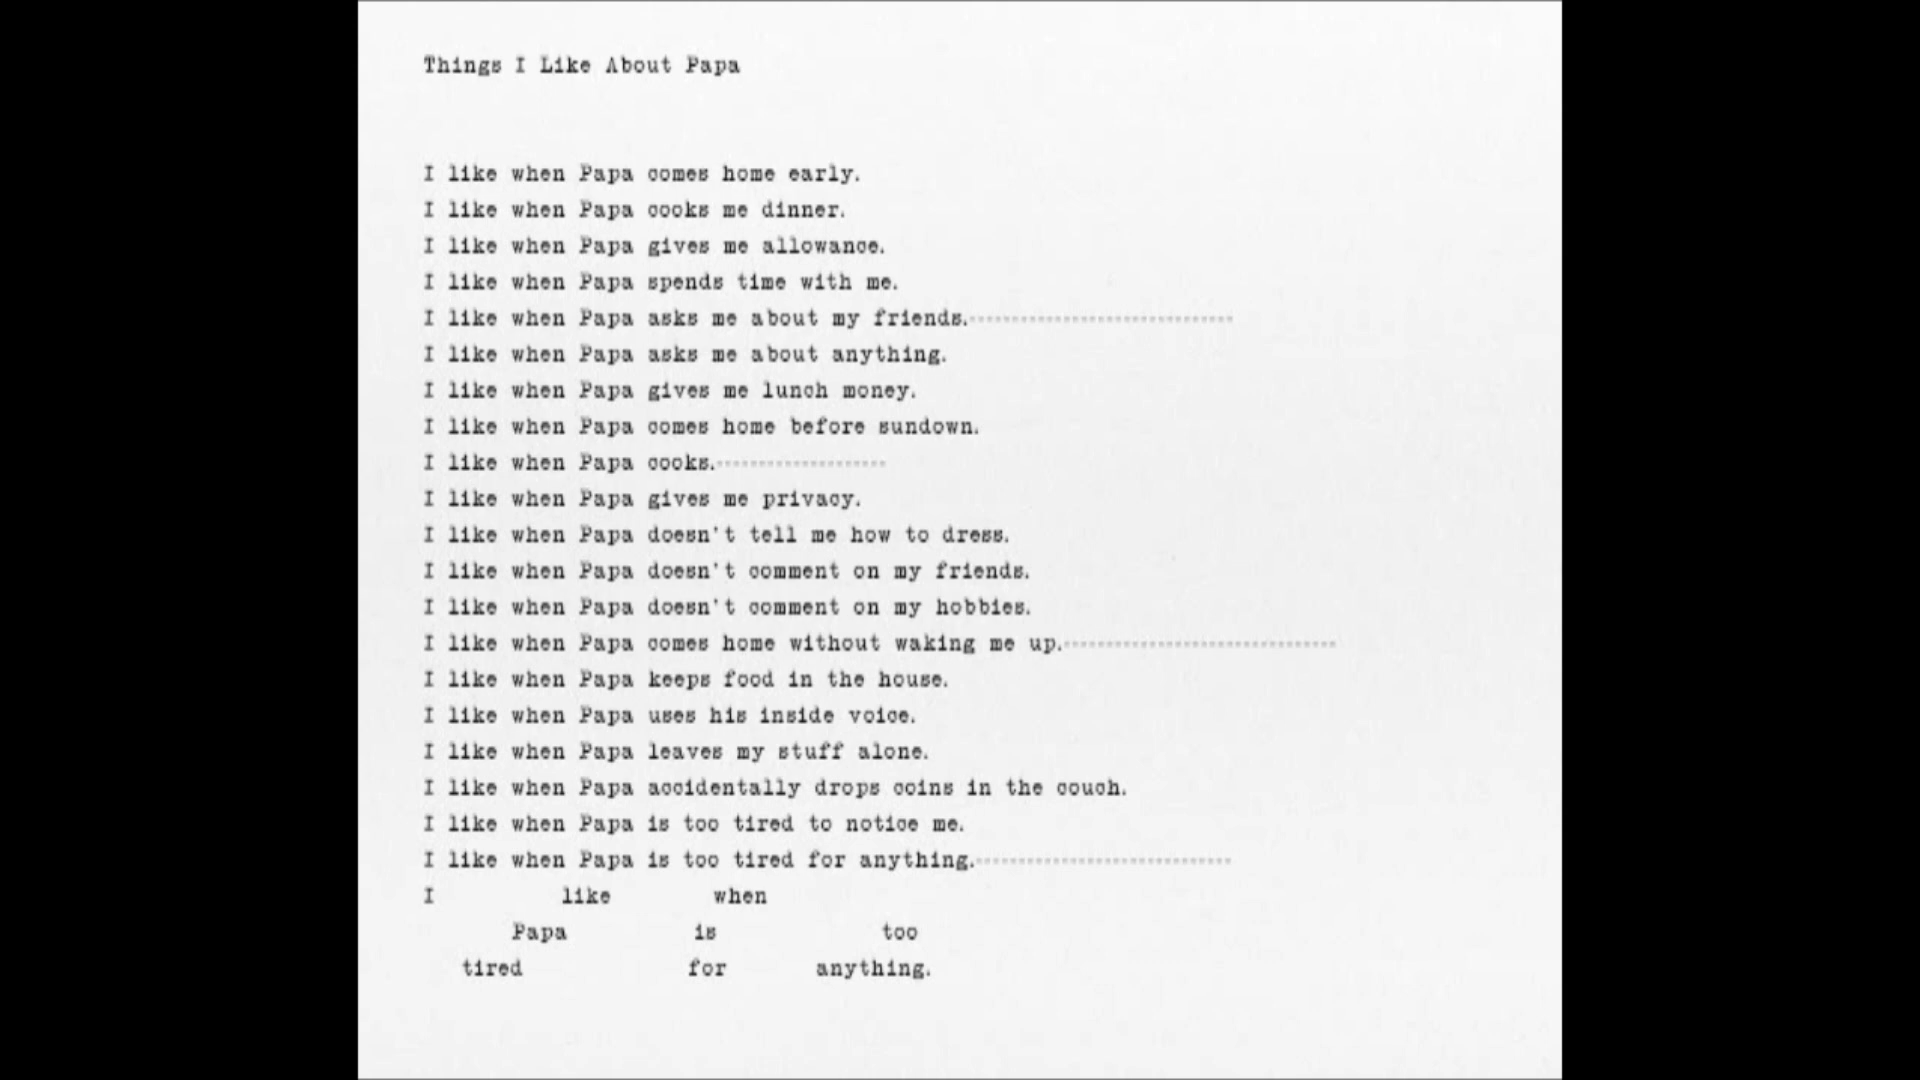 Things I Like About Papa
I like when Papa comes home early.
I like when Papa cooks me dinner.
I like when Papa gives me allowance.
I like when Papa spends time with me.
I like when Papa asks me about my friends.
I like when Papa asks me about anything.
I like when Papa gives me lunch money.
I like when Papa comes home before sundown.
I like when Papa cooks.
I like when Papa gives me privacy.
I like when Papa doesn't tell me how to dress.
I like when Papa doesn't comment on my friends.
I like when Papa doesn't comment on my hobbies.
I like when Papa comes home without waking me up.
I like when Papa keeps food in the house.
I like when Papa uses his inside voice.
I like when Papa leaves my stuff alone.
I like when Papa accidentally drops coins in the couch.
I like when Papa is too tired to notice me.
I like when Papa is too tired for anything.
I like when
Papa is too
tired for anything.